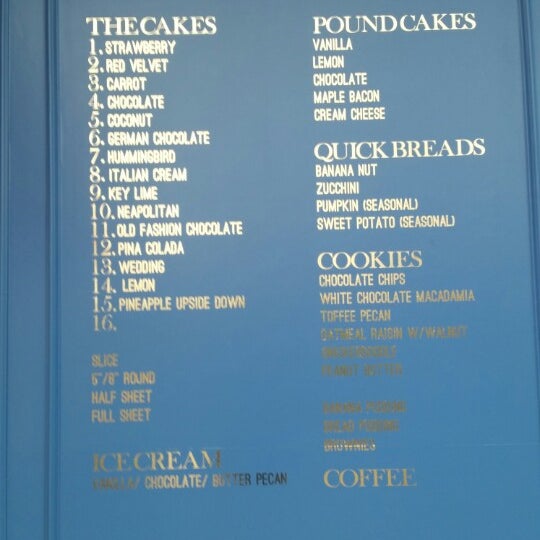 THE CAKES
1. STRAWBERRY
2. RED VELVET
3. CARROT
4. CHOCOLATE
5. COCONUT
6. GERMAN CHOCOLATE
7. HUMMINGBIRD
8. ITALIAN CREAM
9. KEY LIME
10. NEAPOLITAN
11. OLD FASHION CHOCOLATE
12. PINA COLADA
13. WEDDING
14. LEMON
15. PINEAPPLE UPSIDE DOWN
16.
SLICE
6"/8" ROUND
HALF SHEET
FULL SHEET
ICE CREAM
VANILLA/ CHOCOLATE/ BUTTER PECAN
POUND CAKES
VANILLA
LEMON
CHOCOLATE
MAPLE BACON
CREAM CHEESE
QUICK BREADS
BANANA NUT
ZUCCHINI
PUMPKIN (SEASONAL)
SWEET POTATO (SEASONAL)
COOKIES
CHOCOLATE CHIPS
WHITE CHOCOLATE MACADAMIA
TOFFEE PECAN
OATMEAL RAISIN W/WALNUT
SNICKERDOODLE
PEANUT BUTTER
BANANA PUDDING
BREAD PUDDING
BROWNIES
COFFEE